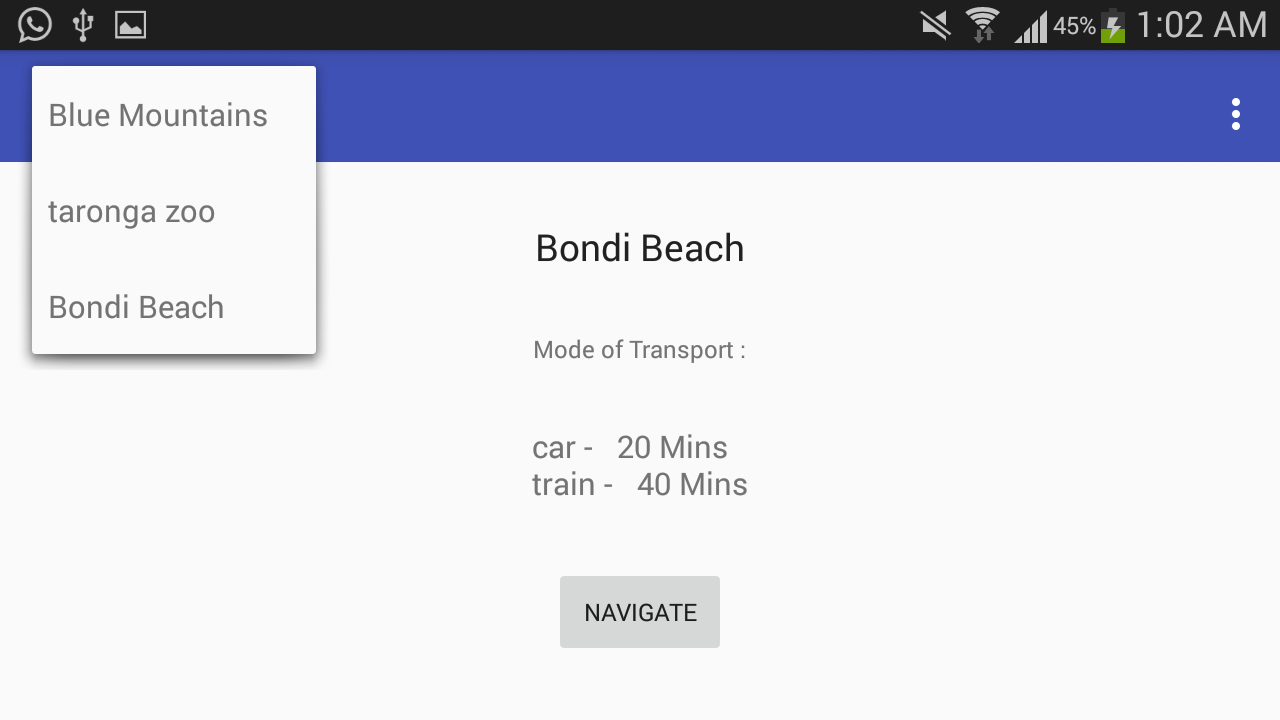 45% 1:02 AM
Blue Mountains
taronga zoo
Bondi Beach
Bondi Beach
Mode of Transport :
car -   20 Mins
train -   40 Mins
NAVIGATE